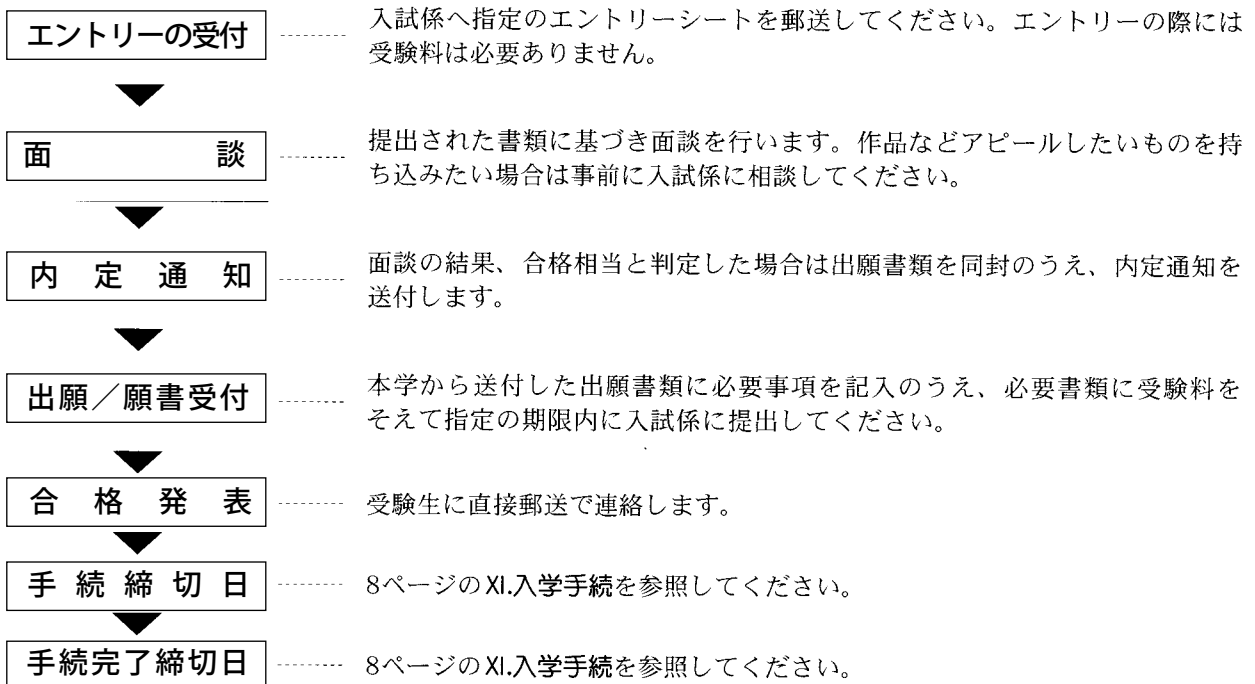 エントリーの受付
入試係へ指定のエントリーシートを郵送してください。エントリーの際には
受験料は必要ありません。
面談
提出された書類に基づき面談を行います。作品などアピールしたいものを持
ち込みたい場合は事前に入試係に相談してください。
内定通知
面談の結果、合格相当と判定した場合は出願書類を同封のうえ、内定通知を
送付します。
出願／願書受付
本学から送付した出願書類に必要事項を記入のうえ、必要書類に受験料を
そえて指定の期限内に入試係に提出してください。
合格発表
受験生に直接郵送で連絡します。
手続締切日
8ページのⅪ.入学手続を参照してください。
手続完了締切日
8ページのⅪ.入学手続を参照してください。